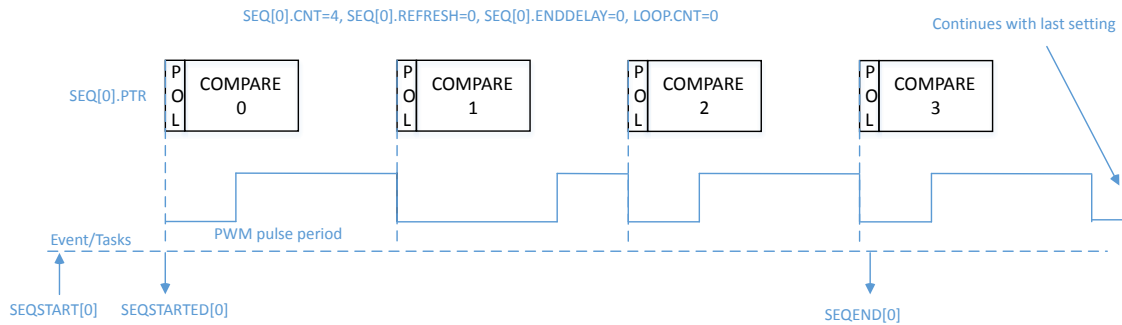 SEQ[0].CNT=4, SEQ[0].REFRESH=0, SEQ[0].ENDDELAY=0, LOOP.CNT=0
Continues with last setting
SEQ[0].PTR
P
O
L
COMPARE
0
P
O
L
COMPARE
1
P
O
L
COMPARE
2
P
O
L
COMPARE
3
Event/Tasks
PWM pulse period
SEQSTART[0]
SEQSTARTED[0]
SEQEND[0]